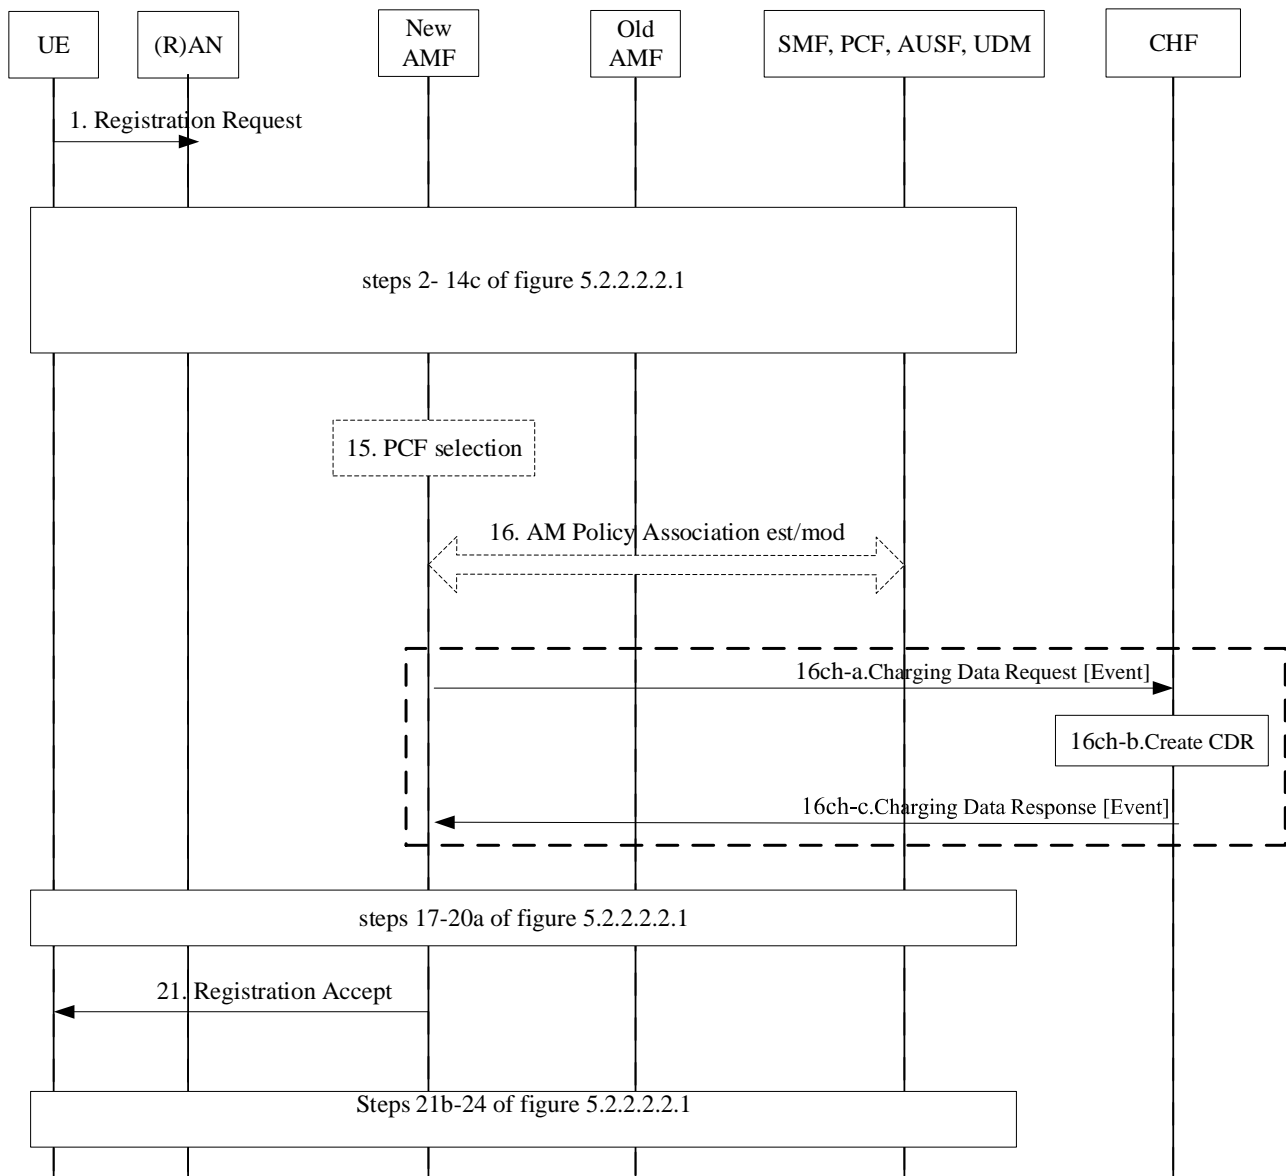 UE
(R)AN
New
AMF
Old
AMF
SMF, PCF, AUSF, UDM
CHF
1. Registration Request
steps 2- 14c of figure 5.2.2.2.2.1
15. PCF selection
16. AM Policy Association est/mod
16ch-a.Charging Data Request [Event]
16ch-b.Create CDR
16ch-c.Charging Data Response [Event]
steps 17-20a of figure 5.2.2.2.2.1
21. Registration Accept
Steps 21b-24 of figure 5.2.2.2.2.1